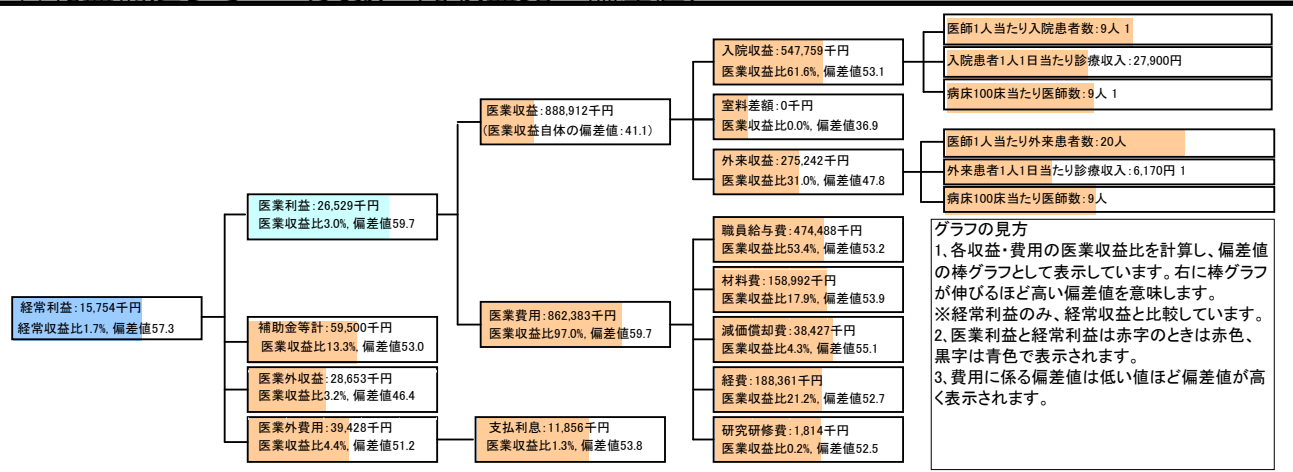 経常利益:15,754千円
経常収益比1.7%, 偏差値57.3
医業利益:26,529千円
医業収益比3.0%, 偏差値59.7
補助金等計:59,500千円
医業収益比13.3%, 偏差値53.0
医業外収益:28,653千円
医業収益比3.2%, 偏差値46.4
医業外費用:39,428千円
医業収益比4.4%, 偏差値51.2
医業収益:888,912千円
(医業収益自体の偏差値:41.1)
医業費用:862,383千円
医業収益比97.0%, 偏差値59.7
支払利息:11,856千円
医業収益比1.3%, 偏差値53.8
入院収益:547,759千円
医業収益比61.6%, 偏差値53.1
室料差額:0千円
医業収益比0.0%, 偏差値36.9
外来収益:275,242千円
医業収益比31.0%, 偏差値47.8
職員給与費:474,488千円
医業収益比53.4%, 偏差値53.2
材料費:158,992千円
医業収益比17.9%, 偏差値53.9
減価償却費:38,427千円
医業収益比4.3%, 偏差値55.1
経費:188,361千円
医業収益比21.2%, 偏差値52.7
研究研修費:1,814千円
医業収益比0.2%, 偏差値52.5
医師1人当たり入院患者数:9人 1
入院患者1人1日当たり診療収入:27,900円
病床100床当たり医師数:9人 1
医師1人当たり外来患者数:20人
外来患者1人1日当たり診療収入:6,170円 1
病床100床当たり医師数:9人
グラフの見方
1、各収益・費用の医業収益比を計算し、偏差値
の棒グラフとして表示しています。右に棒グラフ
が伸びるほど高い偏差値を意味します。
※経常利益のみ、経常収益と比較しています。
2、医業利益と経常利益は赤字のときは赤色、
黒字は青色で表示されます。
3、費用に係る偏差値は低い値ほど偏差値が高
く表示されます。